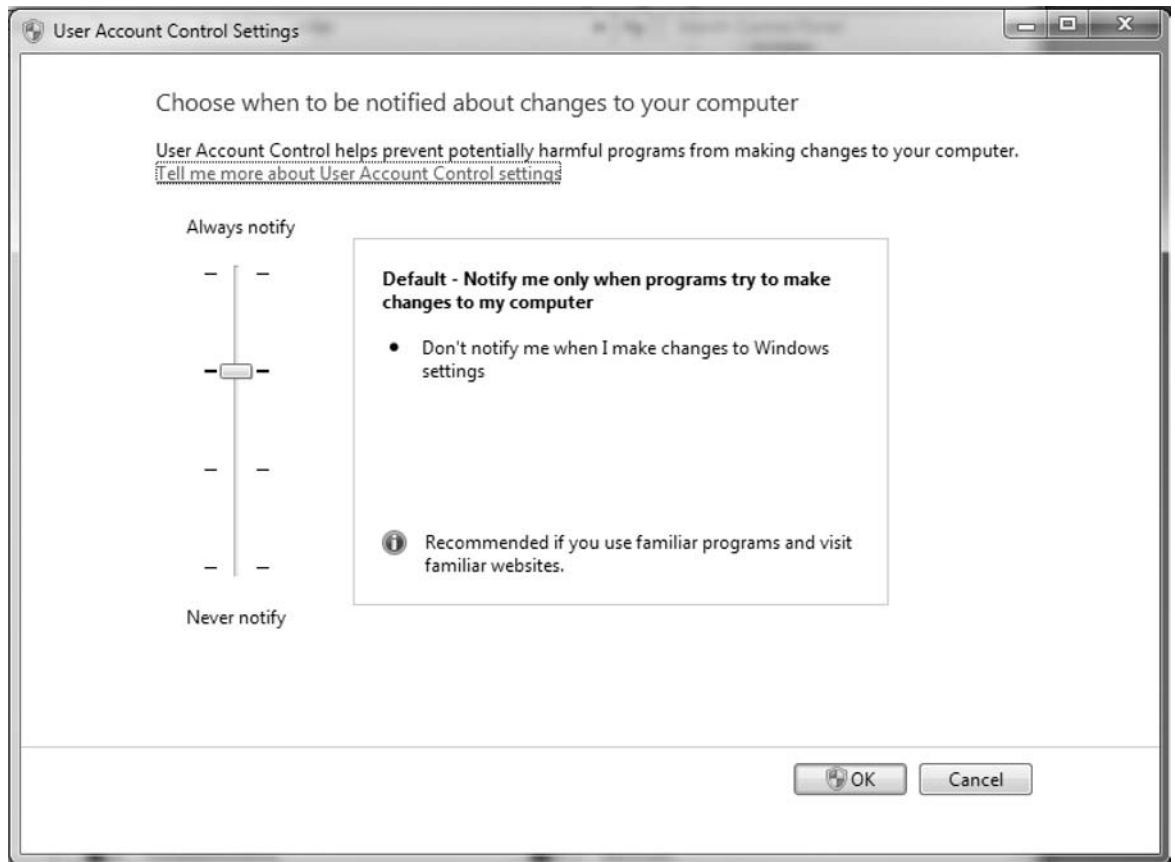 User Account Control Settings
Choose when to be notified about changes to your computer
User Account Control helps prevent potentially harmful programs from making changes to your computer.
Tell me more about User Account Control settings
Always notify
Default - Notify me only when programs try to make
changes to my computer
• Don't notify me when I make changes to Windows
settings
Recommended if you use familiar programs and visit
familiar websites.
Never notify
OK
Cancel